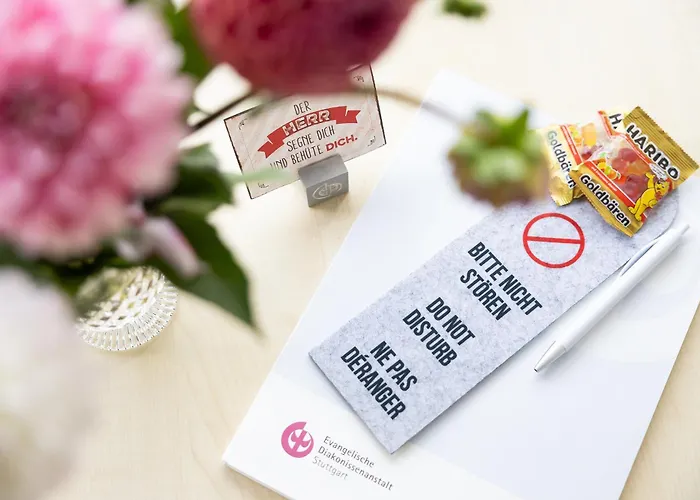 DER
HERR
SEGNE DICH
UND BEHÜTE DICH.
HARIBO
Goldbären
Goldbären
BITTE NICHT
STÖREN
DO NOT
DISTURB
NE PAS
DÉRANGER
Evangelische
Diakonissenanstalt
Stuttgart